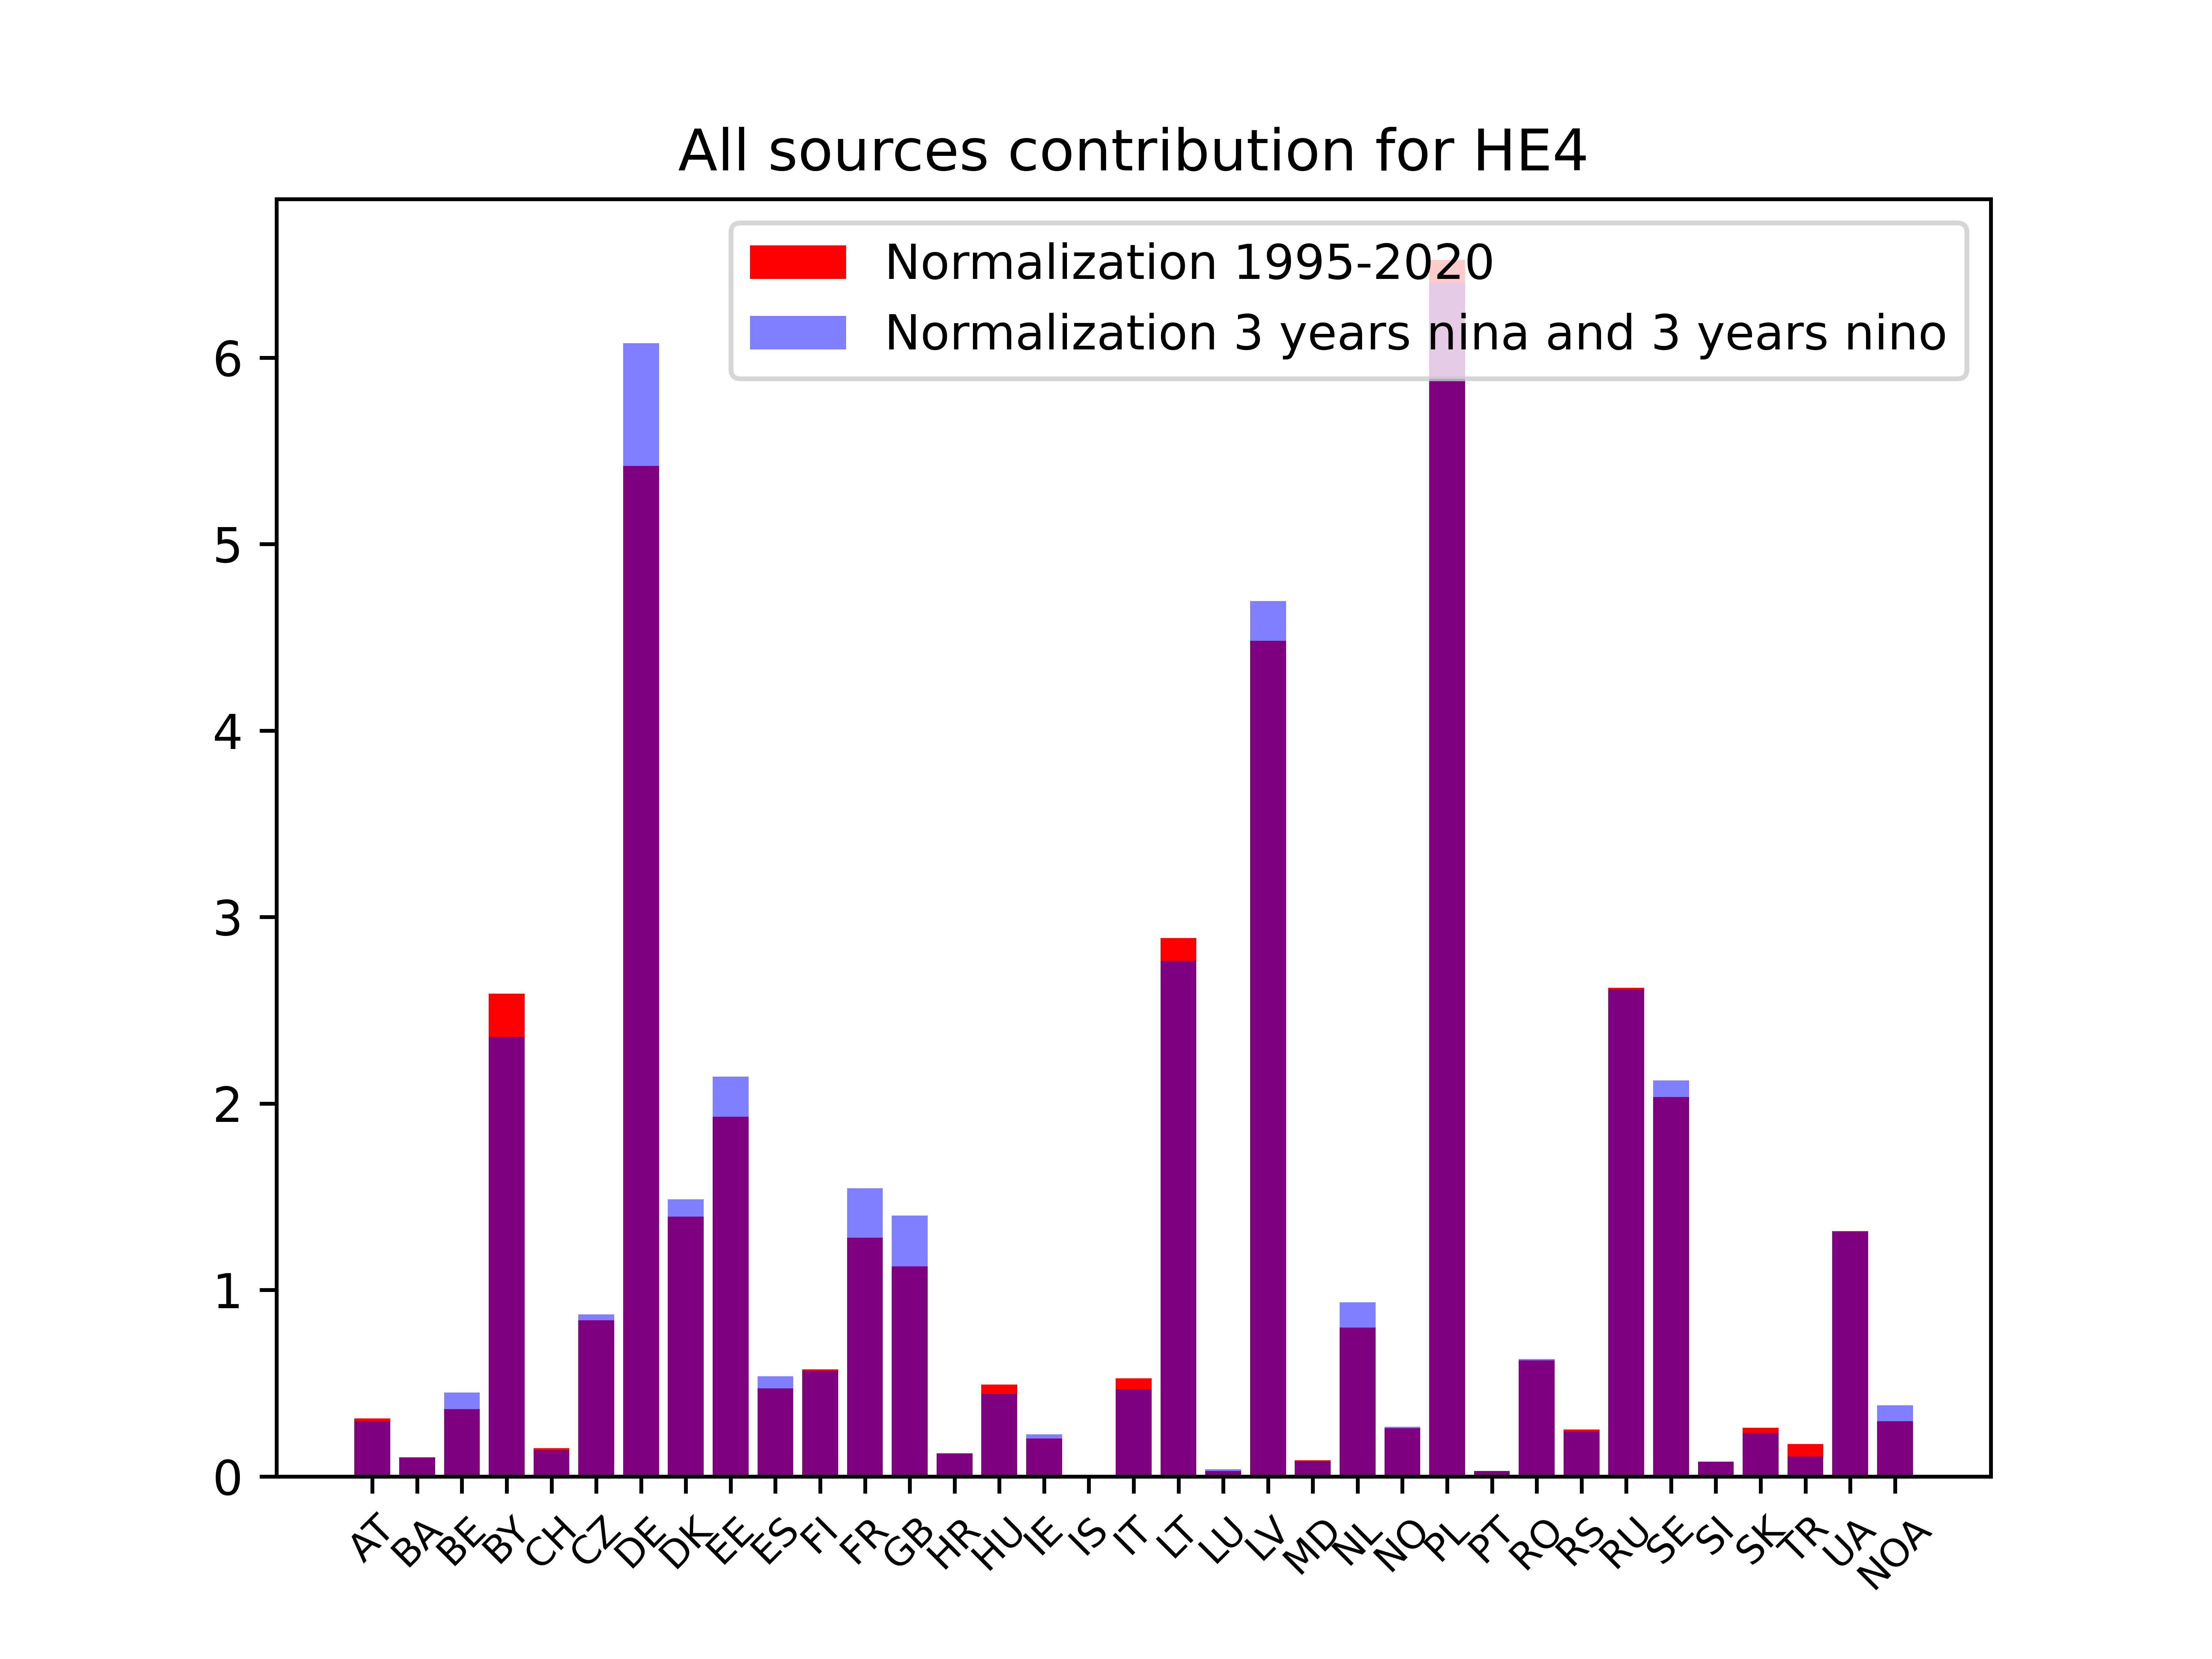 All sources contribution for HE4
Normalization 1995-2020
Normalization 3 years nina and 3 years nino
6
5
4
3
2
1
0
AT BA BE BY CH CZ DE DK EE ES FI FR GB HR HU IE IS IT LT LU LV MD NL NO PL PT RO RS RU SE SI SK TR UA NOA